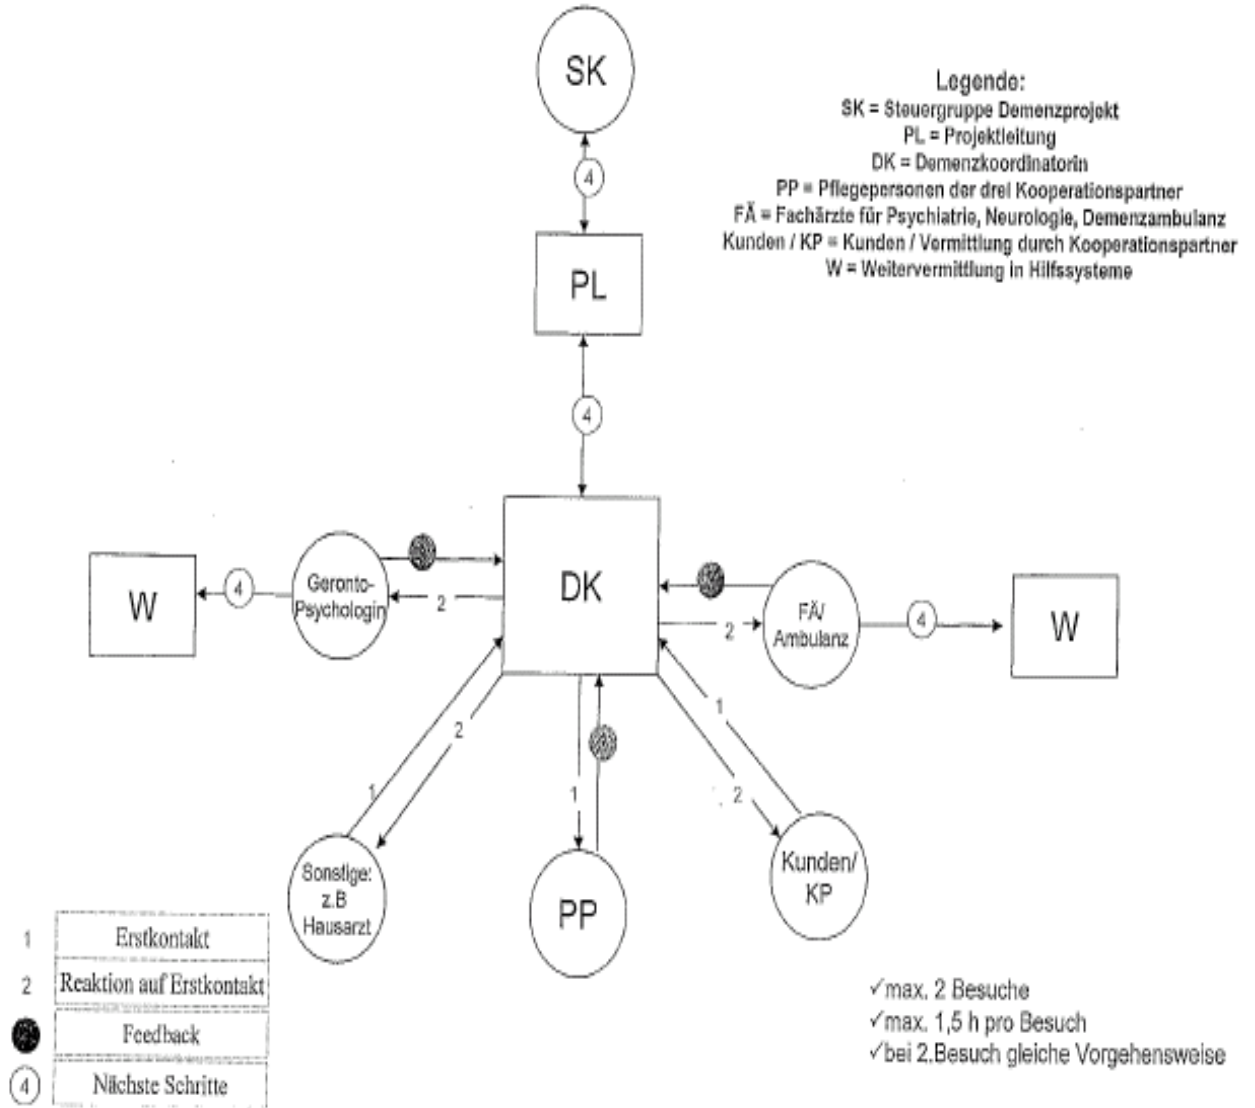 SK
Legende:
SK = Steuergruppe Demenzprojekt
PL = Projektleitung
DK = Demenzkoordinatorin
PP = Pflegepersonen der drei Kooperationspartner
FÄ = Fachärzte für Psychiatrie, Neurologie, Demenzambulanz
Kunden / KP = Kunden / Vermittlung durch Kooperationspartner
W = Weitervermittlung in Hilfssysteme
4
PL
4
DK
W
4
Geronto-
Psychologin
2
2
FÄ/
Ambulanz
4
W
1
2
1
2
1
2
Sonstige:
z.B
Hausarzt
PP
Kunden/
KP
1 Erstkontakt
2 Reaktion auf Erstkontakt
Feedback
4 Nächste Schritte
✓max. 2 Besuche
✓max. 1,5 h pro Besuch
✓bei 2.Besuch gleiche Vorgehensweise